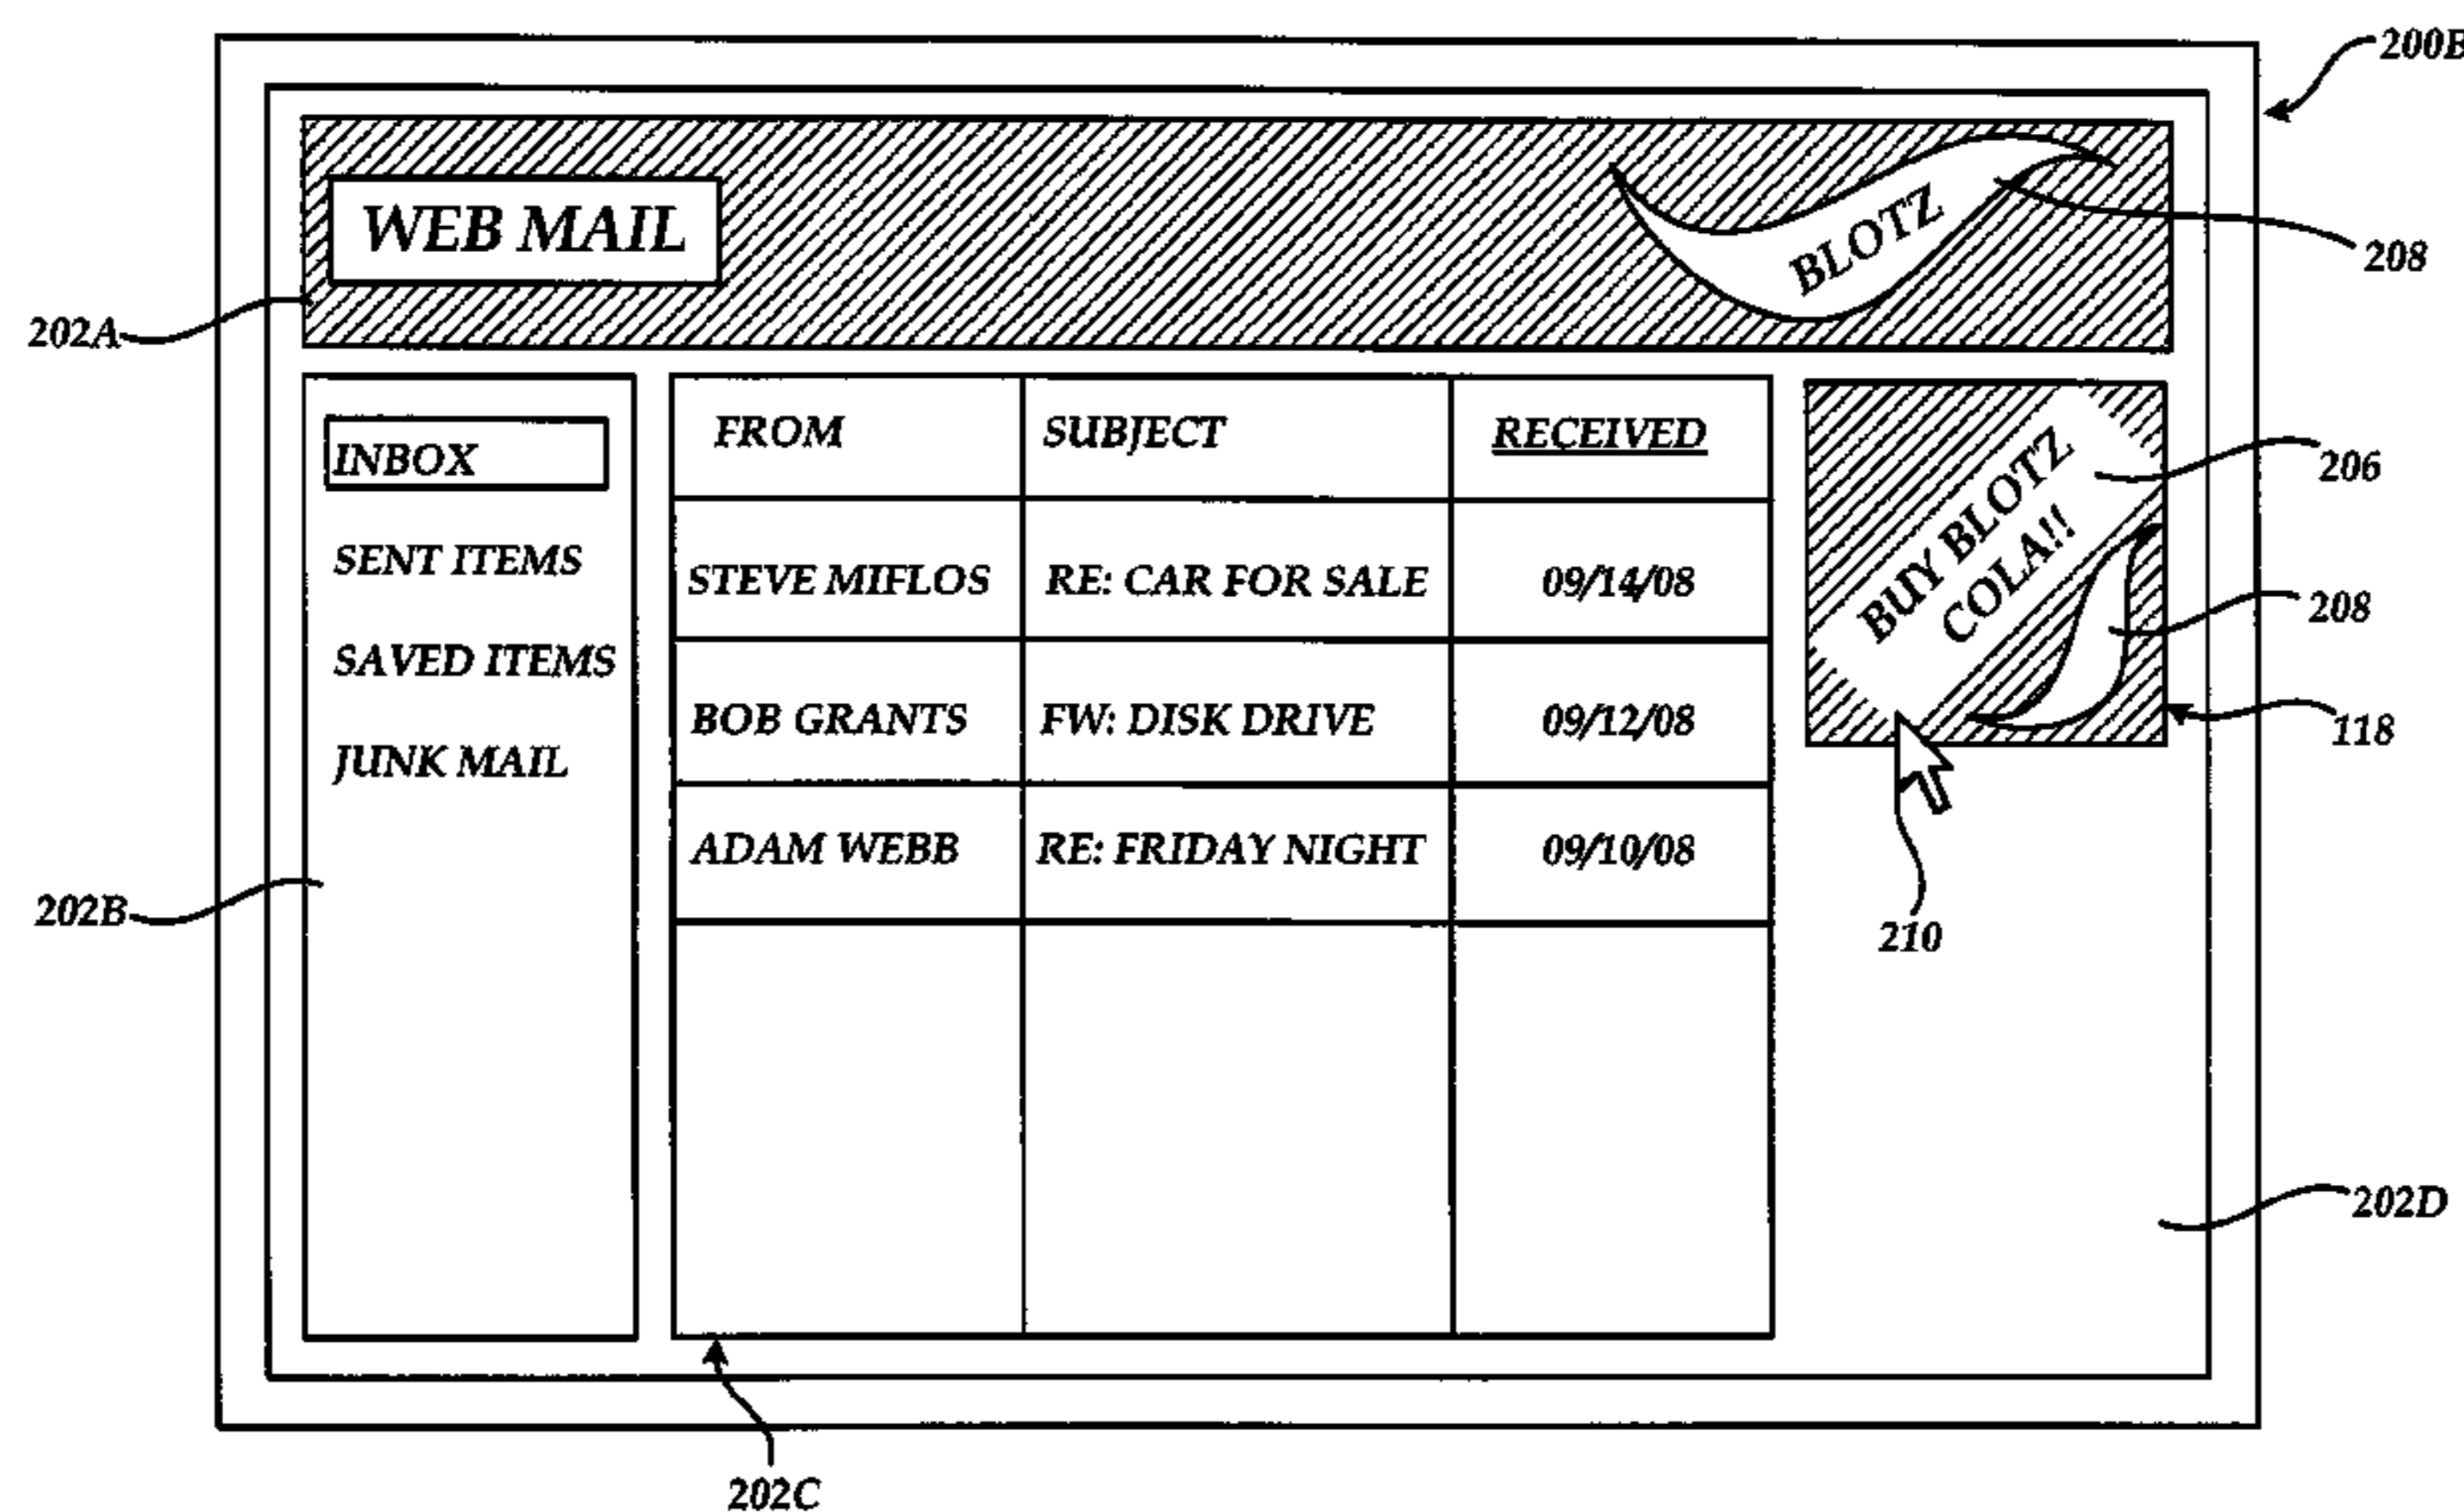 200B
WEB MAIL
BLOTZ
208
202A
INBOX
SENT ITEMS
SAVED ITEMS
JUNK MAIL
202B
FROM SUBJECT RECEIVED
STEVE MIFLOS RE: CAR FOR SALE 09/14/08
BOB GRANTS FW: DISK DRIVE 09/12/08
ADAM WEBB RE: FRIDAY NIGHT 09/10/08
BUY BLOTZ
COLA!!
206
208
118
210
202D
202C